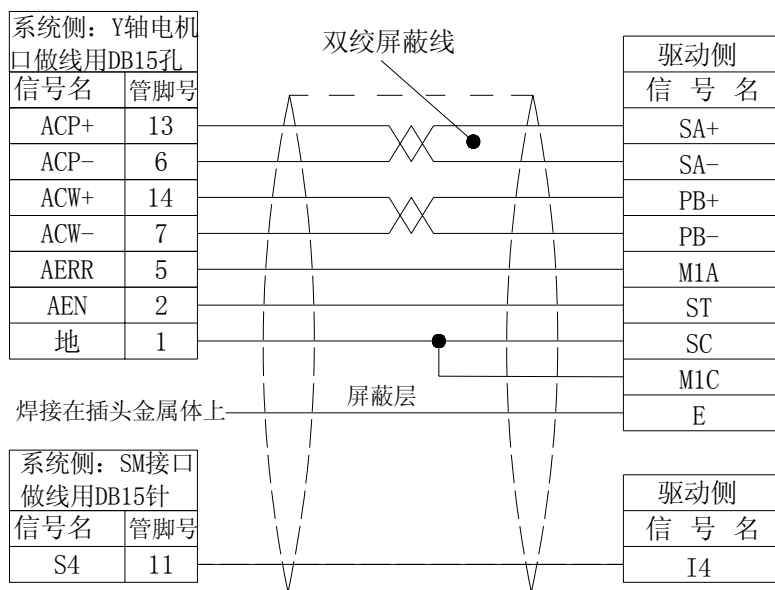 系统侧：Y轴电机
口做线用DB15孔
信号名 管脚号
ACP+ 13
ACP- 6
ACW+ 14
ACW- 7
AERR 5
AEN 2
地 1
双绞屏蔽线
驱动侧
信 号 名
SA+
SA-
PB+
PB-
M1A
ST
SC
M1C
E
屏蔽层
焊接在插头金属体上
系统侧：SM接口
做线用DB15针
信号名 管脚号
S4 11
驱动侧
信 号 名
I4